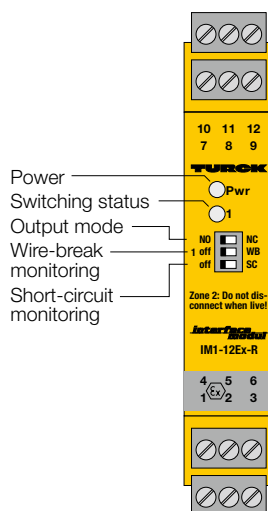 10 11 12
7 8 9
TURCK
Power
Pwr
Switching status
1
Output mode
NO NC
Wire-break
monitoring
1 off WB
off SC
Short-circuit
monitoring
Zone 2: Do not dis-
connect when live!
interface
modul
IM1-12Ex-R
4 5 6
Ex
1 2 3